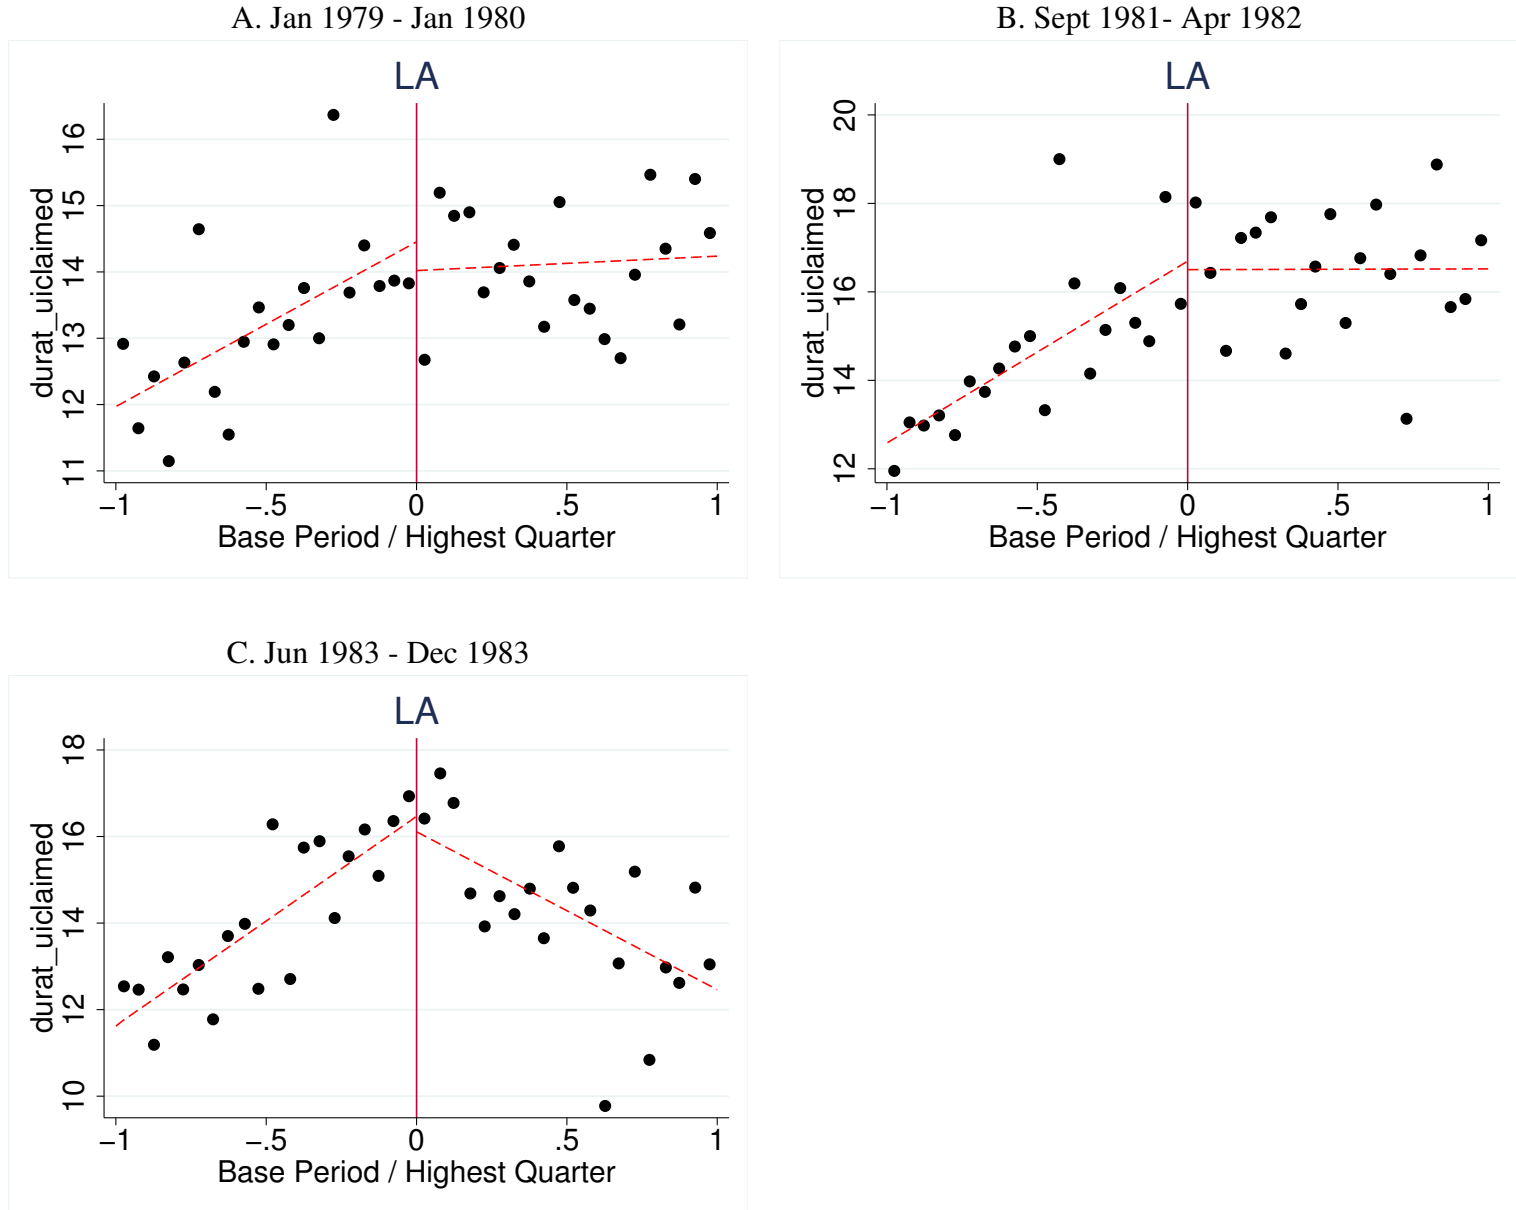 A. Jan 1979 - Jan 1980
LA
durat_uiclaimed
16
15
14
13
12
11
−1
−.5
0
.5
1
Base Period / Highest Quarter
B. Sept 1981- Apr 1982
LA
durat_uiclaimed
20
18
16
14
12
−1
−.5
0
.5
1
Base Period / Highest Quarter
C. Jun 1983 - Dec 1983
LA
durat_uiclaimed
18
16
14
12
10
−1
−.5
0
.5
1
Base Period / Highest Quarter